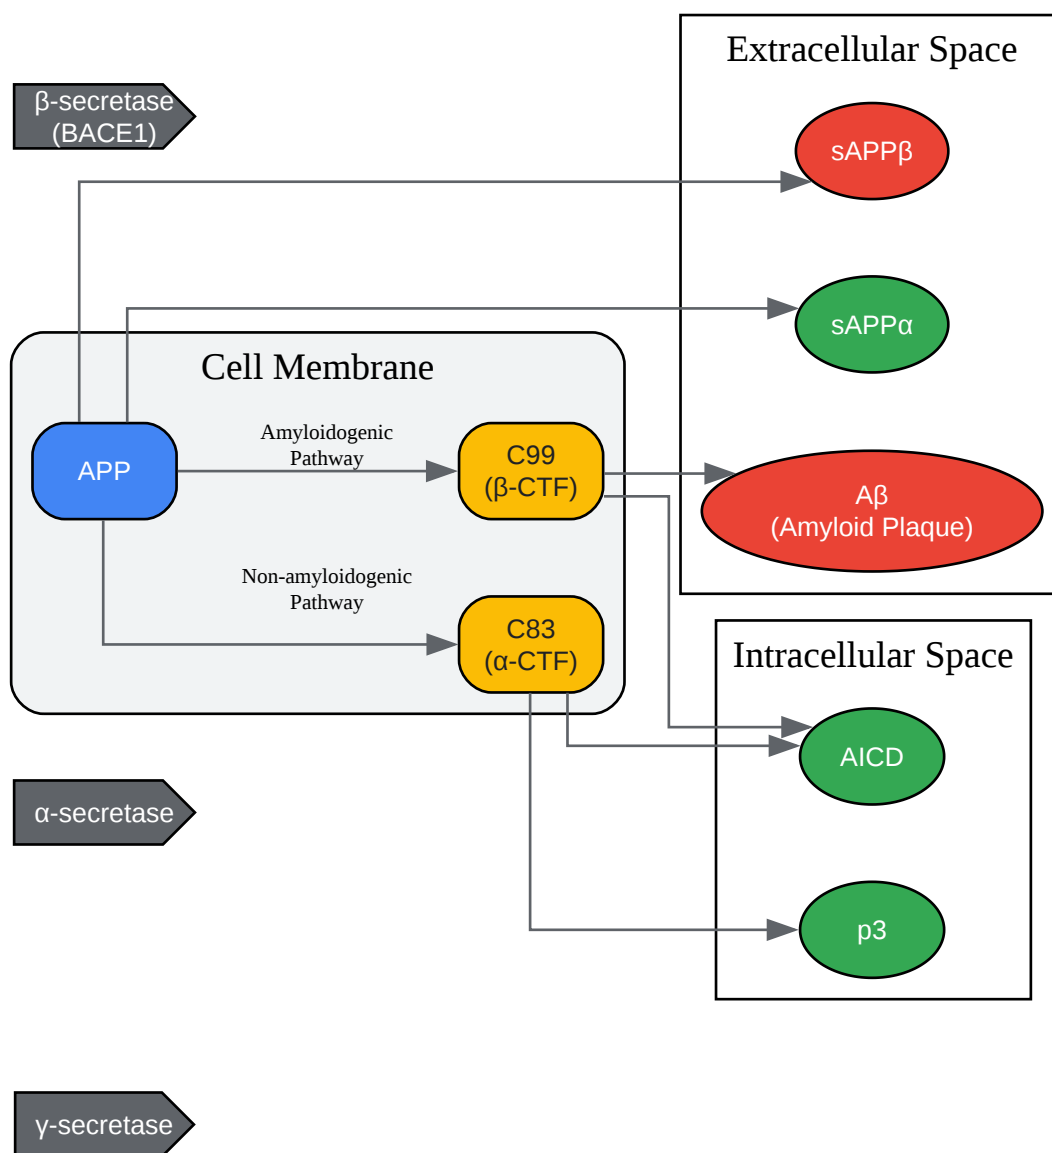 Extracellular Space
β-secretase
(BACE1)
sAPPβ
sAPPα
Cell Membrane
APP
Amyloidogenic
Pathway
C99
(β-CTF)
Aβ
(Amyloid Plaque)
Non-amyloidogenic
Pathway
C83
(α-CTF)
Intracellular Space
AICD
α-secretase
p3
γ-secretase